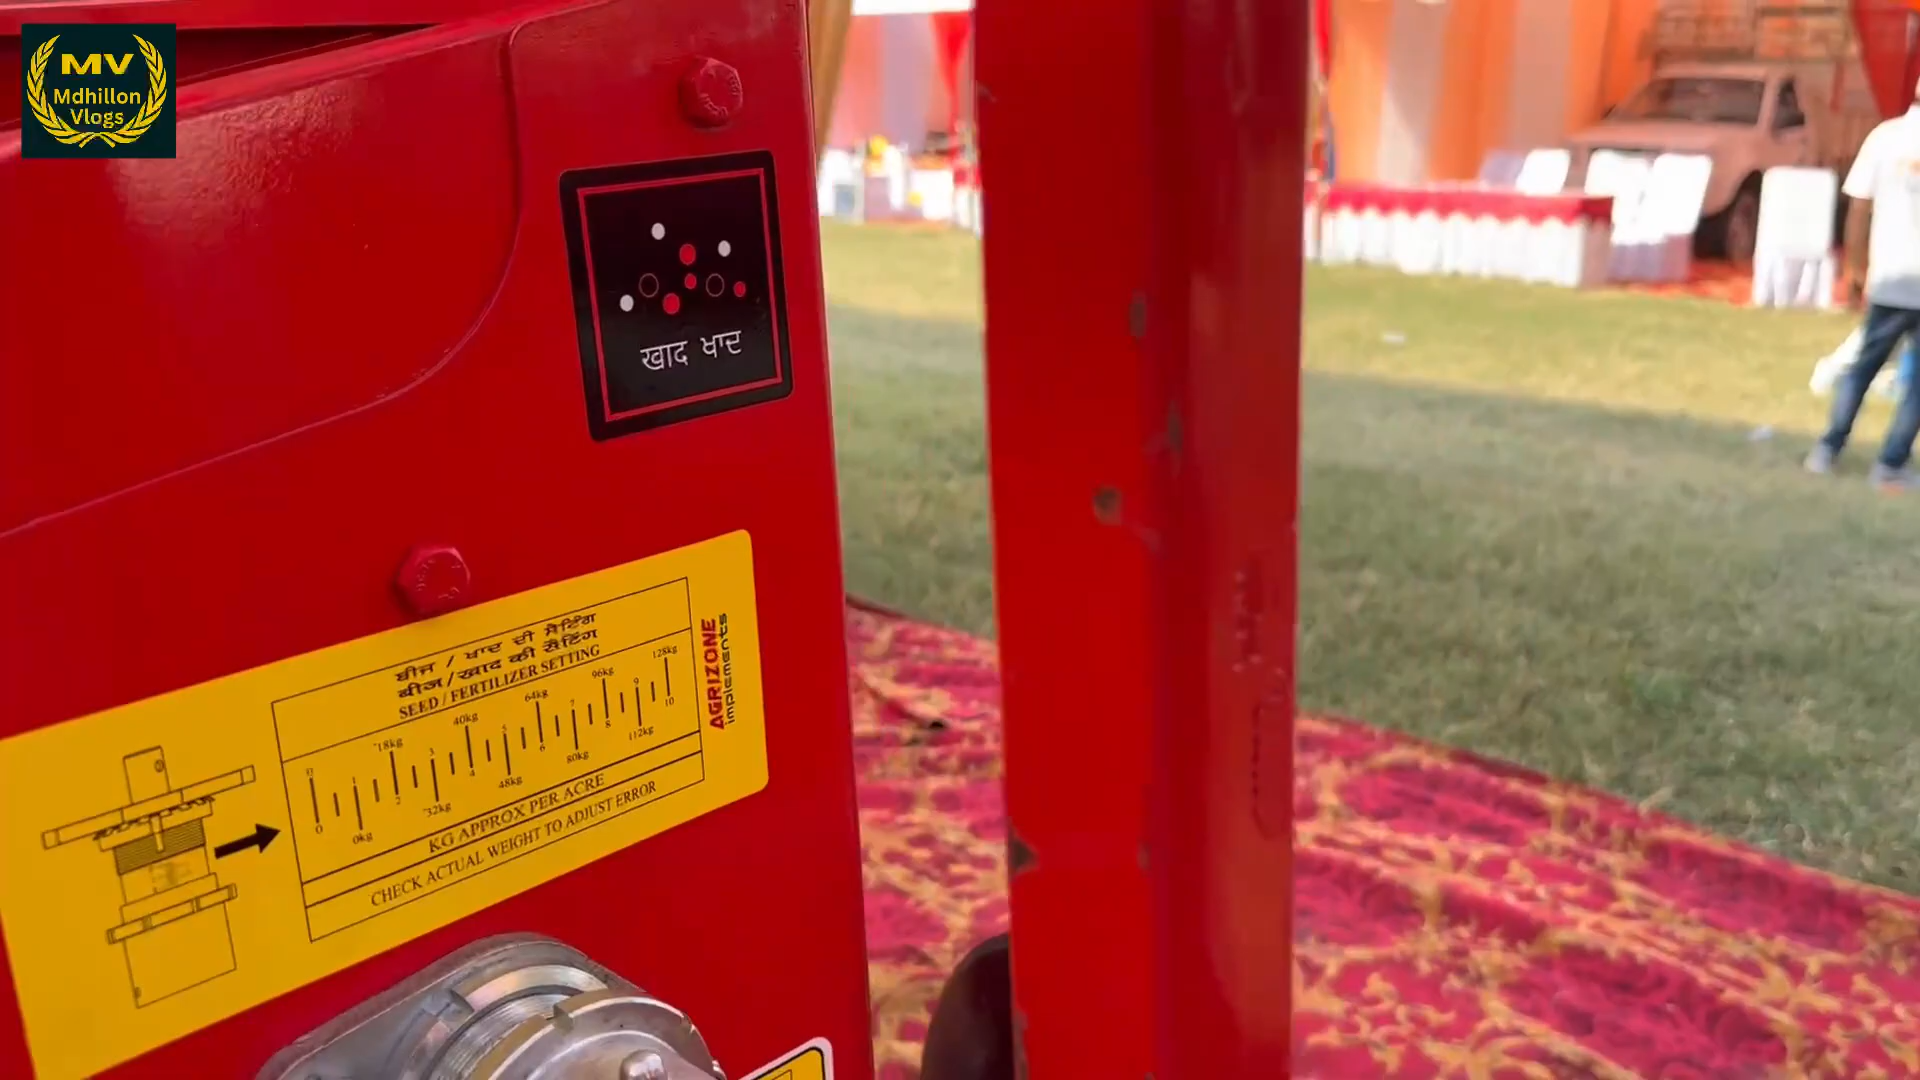 MV
Mdhillon
Vlogs
खाद ਖਾਦ
ਬੀਜ / ਖਾਦ ਦੀ ਸੈਟਿੰਗ
बीज / खाद की सैटिंग
SEED / FERTILIZER SETTING
18kg 40kg 64kg 96kg 128kg
0 1 3 5 7 9
0 2 4 6 8 10
0kg 32kg 48kg 80kg 112kg
KG APPROX PER ACRE
CHECK ACTUAL WEIGHT TO ADJUST ERROR
AGRIZONE
implements